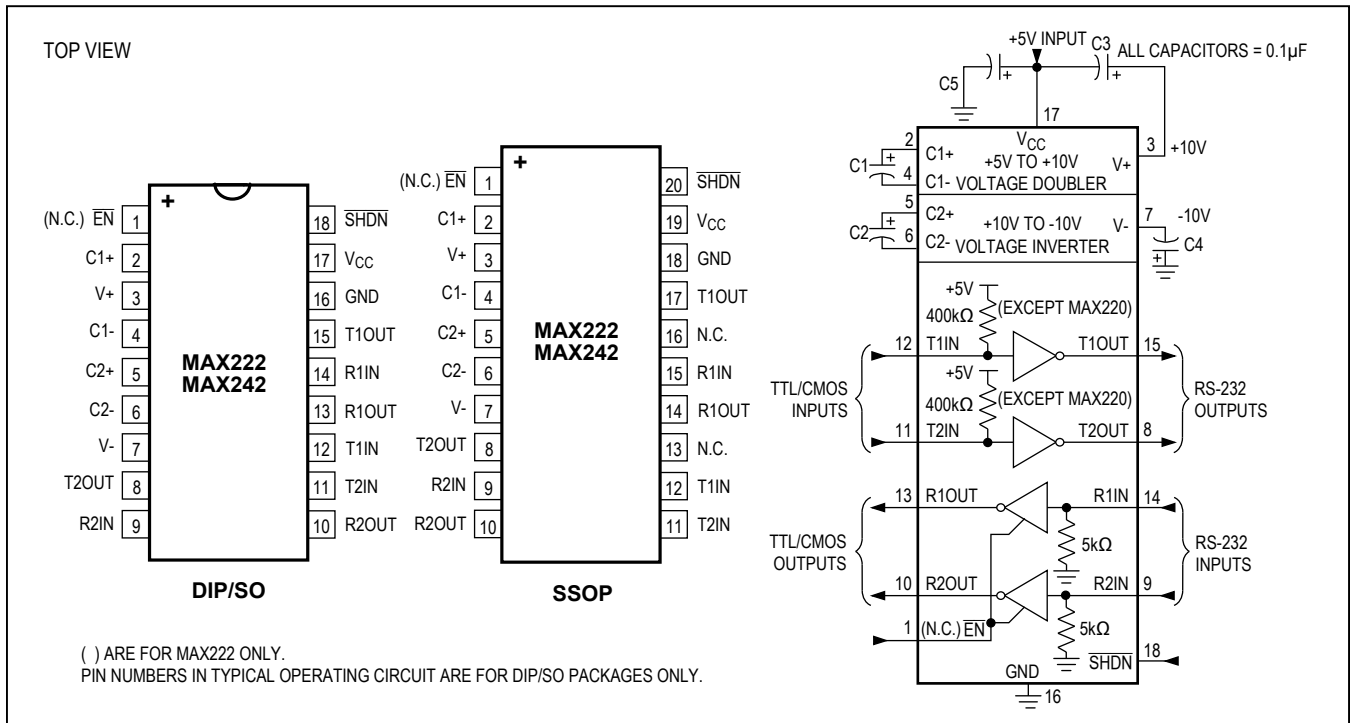 TOP VIEW
(N.C.) EN 1
C1+ 2
V+ 3
C1- 4
C2+ 5
C2- 6
V- 7
T2OUT 8
R2IN 9
+
MAX222
MAX242
18 SHDN
17 VCC
16 GND
15 T1OUT
14 R1IN
13 R1OUT
12 T1IN
11 T2IN
10 R2OUT
DIP/SO
(N.C.) EN 1
C1+ 2
V+ 3
C1- 4
C2+ 5
C2- 6
V- 7
T2OUT 8
R2IN 9
R2OUT 10
+
MAX222
MAX242
20 SHDN
19 VCC
18 GND
17 T1OUT
16 N.C.
15 R1IN
14 R1OUT
13 N.C.
12 T1IN
11 T2IN
SSOP
( ) ARE FOR MAX222 ONLY.
PIN NUMBERS IN TYPICAL OPERATING CIRCUIT ARE FOR DIP/SO PACKAGES ONLY.
+5V INPUT
C3
ALL CAPACITORS = 0.1µF
C5
+
+
17
VCC
2
C1+
+5V TO +10V
V+
3
+10V
C1
+
4
C1-
VOLTAGE DOUBLER
5
C2+
+10V TO -10V
V-
7
-10V
C2
+
6
C2-
VOLTAGE INVERTER
C4
+
+5V
400kΩ
(EXCEPT MAX220)
12
T1IN
T1OUT
15
+5V
400kΩ
(EXCEPT MAX220)
TTL/CMOS
INPUTS
RS-232
OUTPUTS
11
T2IN
T2OUT
8
13
R1OUT
R1IN
14
5kΩ
TTL/CMOS
OUTPUTS
RS-232
INPUTS
10
R2OUT
R2IN
9
5kΩ
1
(N.C.) EN
SHDN
18
GND
16